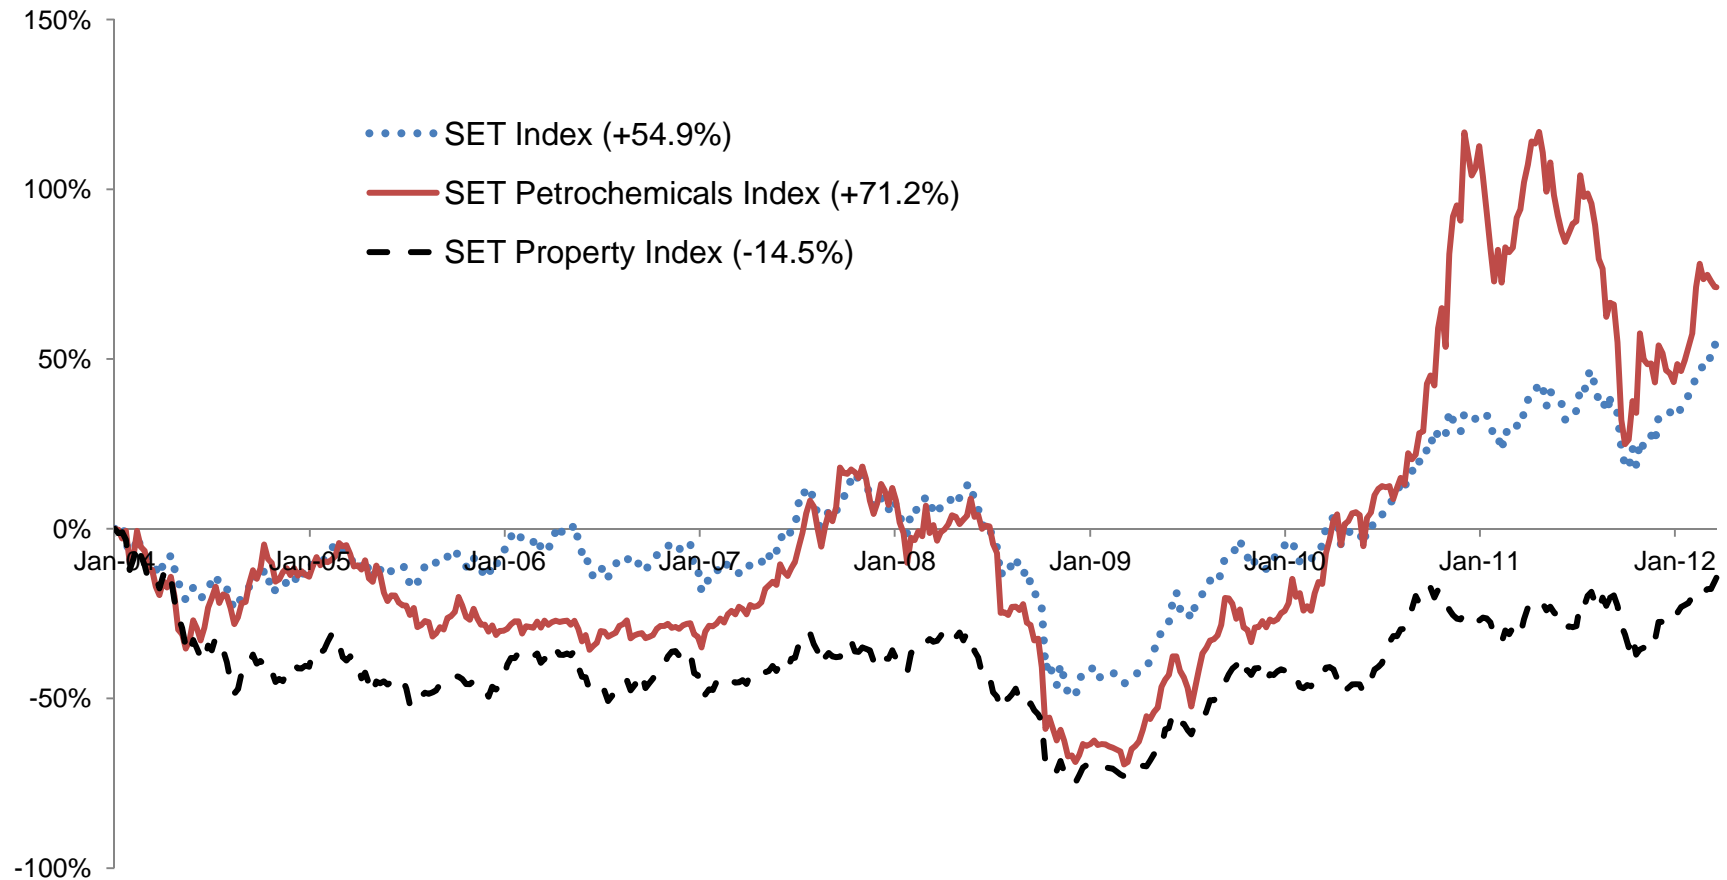 150%
SET Index (+54.9%)
100%
SET Petrochemicals Index (+71.2%)
SET Property Index (-14.5%)
50%
0%
Jan-04 Jan-05 Jan-06 Jan-07 Jan-08 Jan-09 Jan-10 Jan-11 Jan-12
-50%
-100%